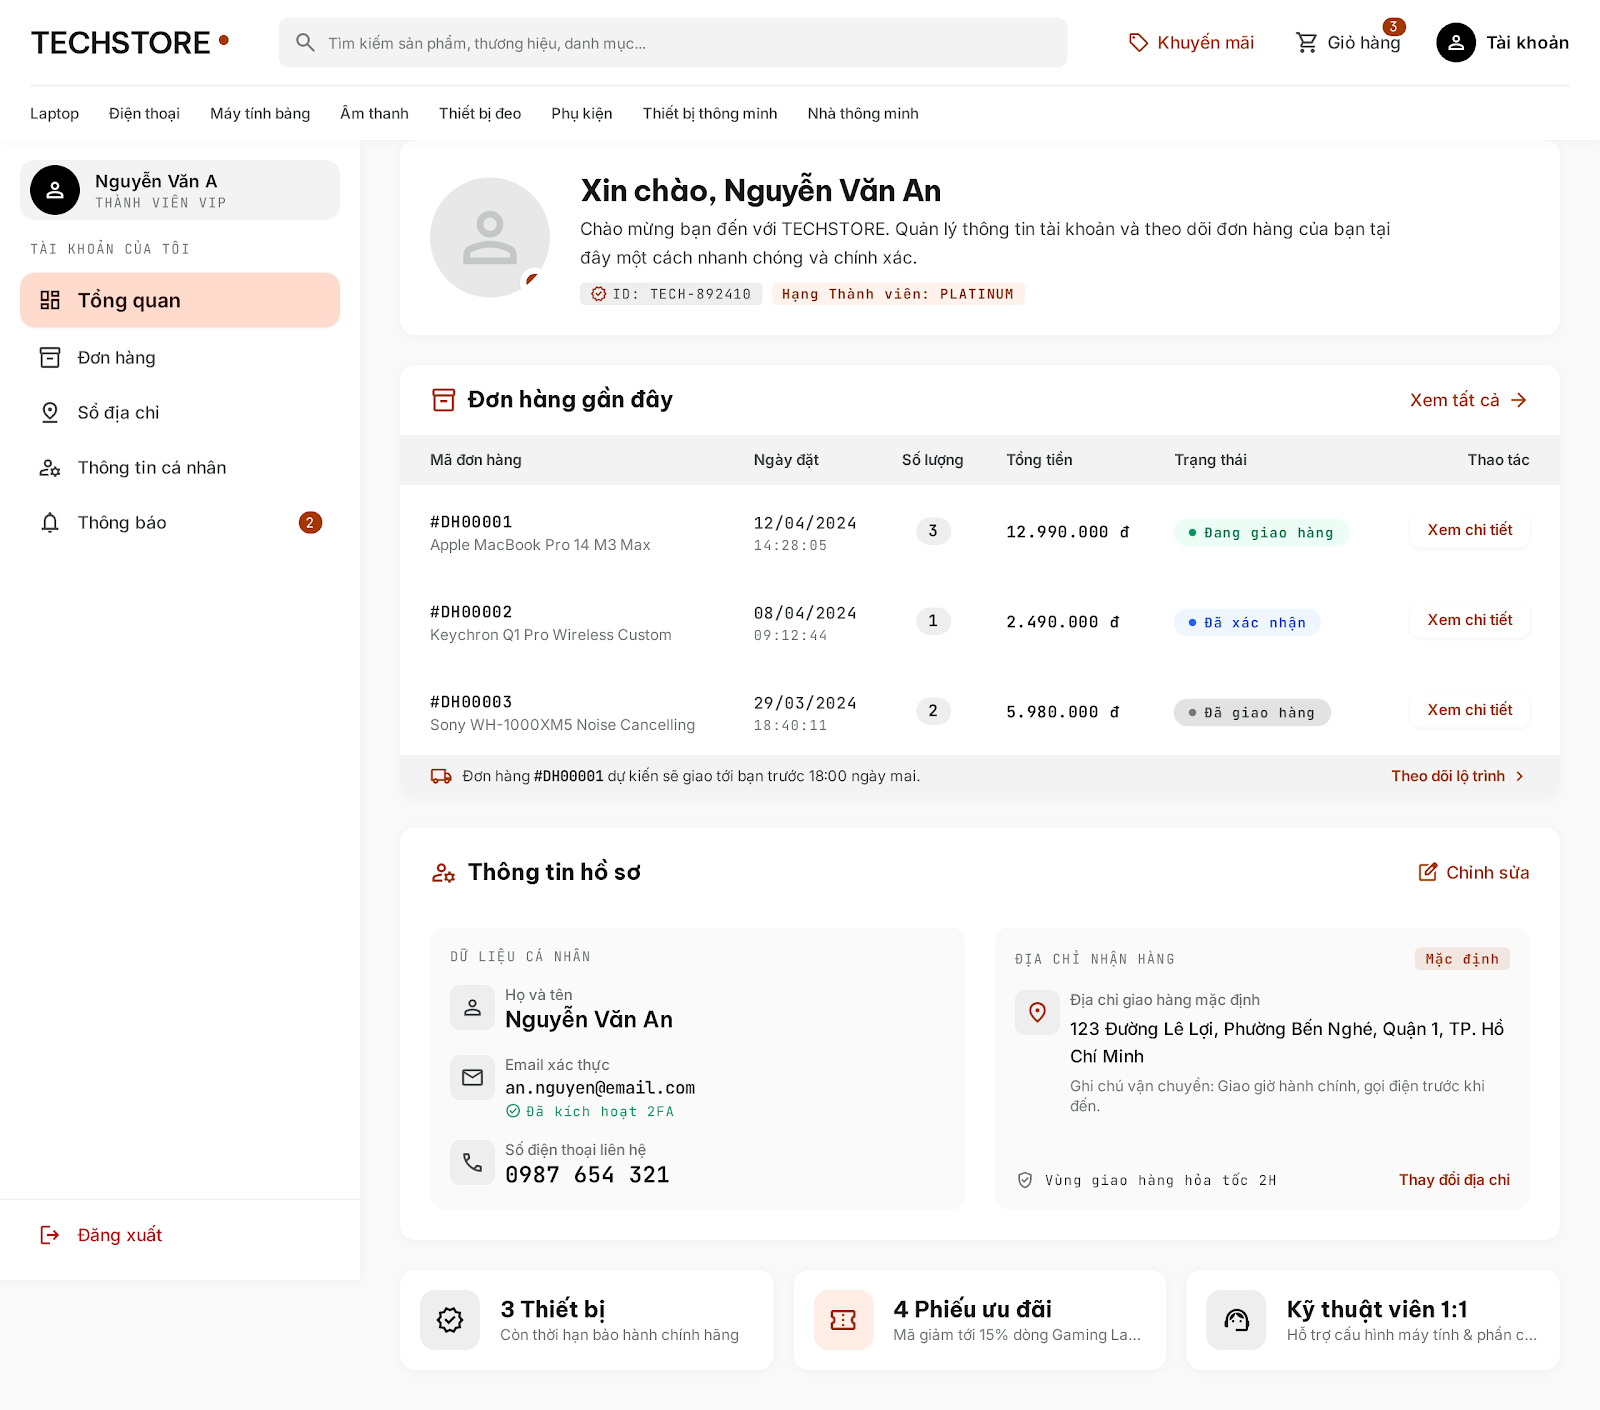 TECHSTORE
Tìm kiếm sản phẩm, thương hiệu, danh mục...
Khuyến mãi
Giỏ hàng
3
Tài khoản
Laptop
Điện thoại
Máy tính bảng
Âm thanh
Thiết bị đeo
Phụ kiện
Thiết bị thông minh
Nhà thông minh
Nguyễn Văn A
THÀNH VIÊN VIP
TÀI KHOẢN CỦA TÔI
Tổng quan
Đơn hàng
Sổ địa chỉ
Thông tin cá nhân
Thông báo
2
Đăng xuất
Xin chào, Nguyễn Văn An
Chào mừng bạn đến với TECHSTORE. Quản lý thông tin tài khoản và theo dõi đơn hàng của bạn tại
đây một cách nhanh chóng và chính xác.
ID: TECH-892410
Hạng Thành viên: PLATINUM
Đơn hàng gần đây
Xem tất cả
Mã đơn hàng
Ngày đặt
Số lượng
Tổng tiền
Trạng thái
Thao tác
#DH00001
Apple MacBook Pro 14 M3 Max
12/04/2024
14:28:05
3
12.990.000 đ
Đang giao hàng
Xem chi tiết
#DH00002
Keychron Q1 Pro Wireless Custom
08/04/2024
09:12:44
1
2.490.000 đ
Đã xác nhận
Xem chi tiết
#DH00003
Sony WH-1000XM5 Noise Cancelling
29/03/2024
18:40:11
2
5.980.000 đ
Đã giao hàng
Xem chi tiết
Đơn hàng #DH00001 dự kiến sẽ giao tới bạn trước 18:00 ngày mai.
Theo dõi lộ trình
Thông tin hồ sơ
Chỉnh sửa
DỮ LIỆU CÁ NHÂN
Họ và tên
Nguyễn Văn An
Email xác thực
an.nguyen@email.com
Đã kích hoạt 2FA
Số điện thoại liên hệ
0987 654 321
ĐỊA CHỈ NHẬN HÀNG
Mặc định
Địa chỉ giao hàng mặc định
123 Đường Lê Lợi, Phường Bến Nghé, Quận 1, TP. Hồ
Chí Minh
Ghi chú vận chuyển: Giao giờ hành chính, gọi điện trước khi
đến.
Vùng giao hàng hỏa tốc 2H
Thay đổi địa chỉ
3 Thiết bị
Còn thời hạn bảo hành chính hãng
4 Phiếu ưu đãi
Mã giảm tới 15% dòng Gaming La...
Kỹ thuật viên 1:1
Hỗ trợ cấu hình máy tính & phần c...